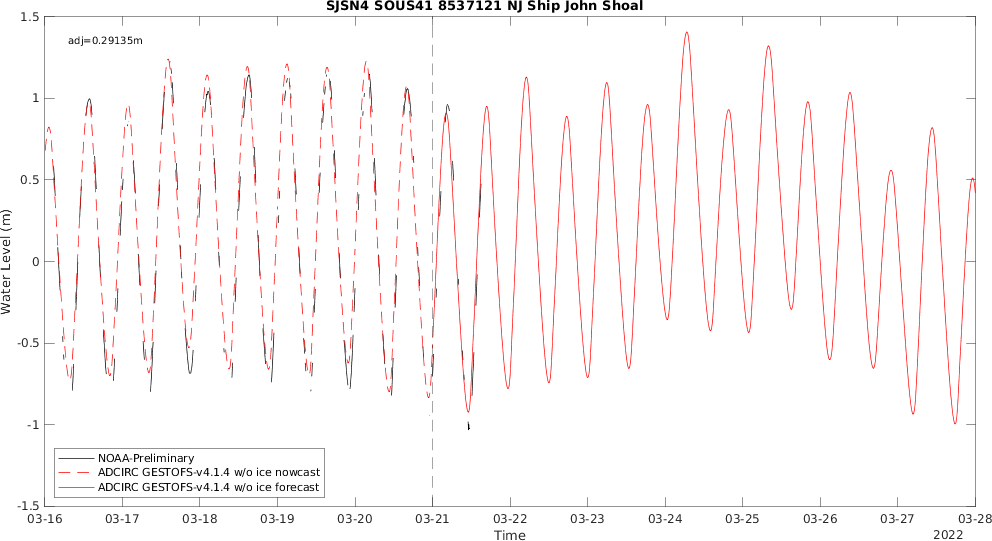 SJSN4 SOUS41 8537121 NJ Ship John Shoal
1.5
adj=0.29135m
1
0.5
0
-0.5
-1
-1.5
Water Level (m)
NOAA-Preliminary
ADCIRC GESTOFS-v4.1.4 w/o ice nowcast
ADCIRC GESTOFS-v4.1.4 w/o ice forecast
03-16 03-17 03-18 03-19 03-20 03-21 03-22 03-23 03-24 03-25 03-26 03-27 03-28
Time
2022